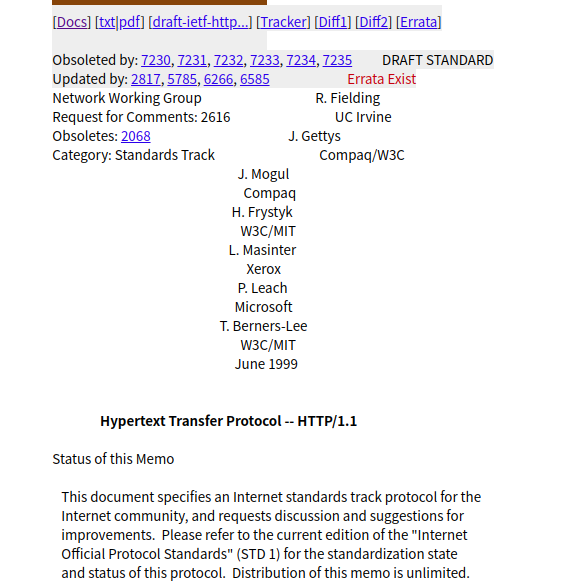 [Docs] [txt|pdf] [draft-ietf-http...] [Tracker] [Diff1] [Diff2] [Errata]
Obsoleted by: 7230, 7231, 7232, 7233, 7234, 7235 DRAFT STANDARD
Updated by: 2817, 5785, 6266, 6585 Errata Exist
Network Working Group R. Fielding
Request for Comments: 2616 UC Irvine
Obsoletes: 2068 J. Gettys
Category: Standards Track Compaq/W3C
J. Mogul
Compaq
H. Frystyk
W3C/MIT
L. Masinter
Xerox
P. Leach
Microsoft
T. Berners-Lee
W3C/MIT
June 1999
Hypertext Transfer Protocol -- HTTP/1.1
Status of this Memo
This document specifies an Internet standards track protocol for the
Internet community, and requests discussion and suggestions for
improvements.  Please refer to the current edition of the "Internet
Official Protocol Standards" (STD 1) for the standardization state
and status of this protocol.  Distribution of this memo is unlimited.